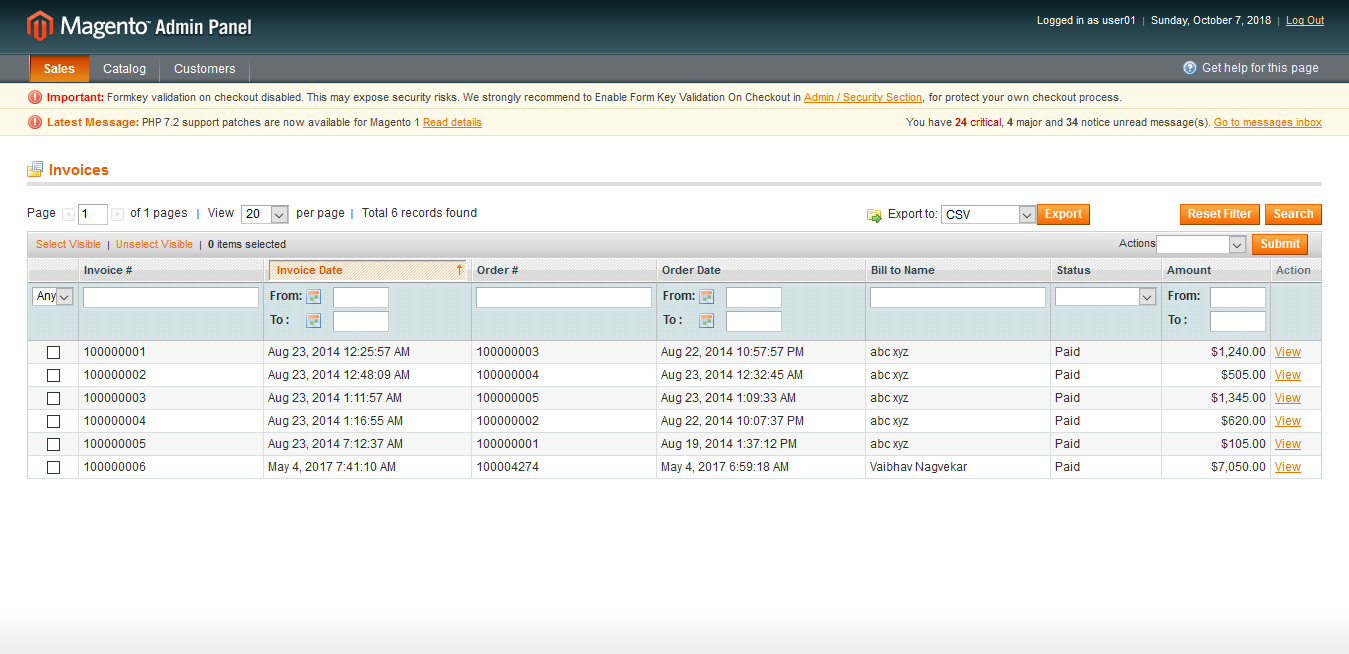 Magento™ Admin Panel
Logged in as user01 | Sunday, October 7, 2018 | Log Out
Sales Catalog Customers
Get help for this page
Important: Formkey validation on checkout disabled. This may expose security risks. We strongly recommend to Enable Form Key Validation On Checkout in Admin / Security Section, for protect your own checkout process.
Latest Message: PHP 7.2 support patches are now available for Magento 1 Read details
You have 24 critical, 4 major and 34 notice unread message(s). Go to messages inbox
Invoices
Page 1 of 1 pages | View 20 per page | Total 6 records found
Export to: CSV Export Reset Filter Search
Select Visible | Unselect Visible | 0 items selected
Actions Submit
Invoice # Invoice Date ↑ Order # Order Date Bill to Name Status Amount Action
Any From: From: From:
To : To : To :
100000001 Aug 23, 2014 12:25:57 AM 100000003 Aug 22, 2014 10:57:57 PM abc xyz Paid $1,240.00 View
100000002 Aug 23, 2014 12:48:09 AM 100000004 Aug 23, 2014 12:32:45 AM abc xyz Paid $505.00 View
100000003 Aug 23, 2014 1:11:57 AM 100000005 Aug 23, 2014 1:09:33 AM abc xyz Paid $1,345.00 View
100000004 Aug 23, 2014 1:16:55 AM 100000002 Aug 22, 2014 10:07:37 PM abc xyz Paid $620.00 View
100000005 Aug 23, 2014 7:12:37 AM 100000001 Aug 19, 2014 1:37:12 PM abc xyz Paid $105.00 View
100000006 May 4, 2017 7:41:10 AM 100004274 May 4, 2017 6:59:18 AM Vaibhav Nagvekar Paid $7,050.00 View